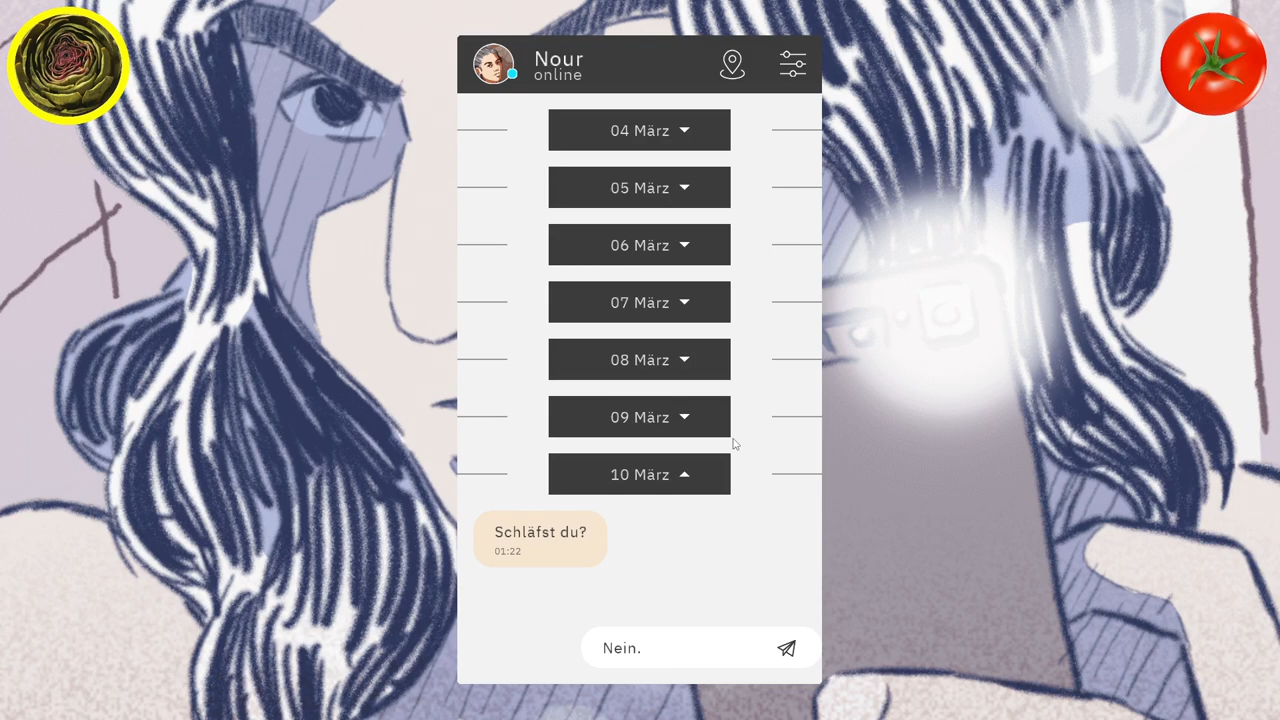 Nour
online
04 März
05 März
06 März
07 März
08 März
09 März
10 März
Schläfst du?
01:22
Nein.